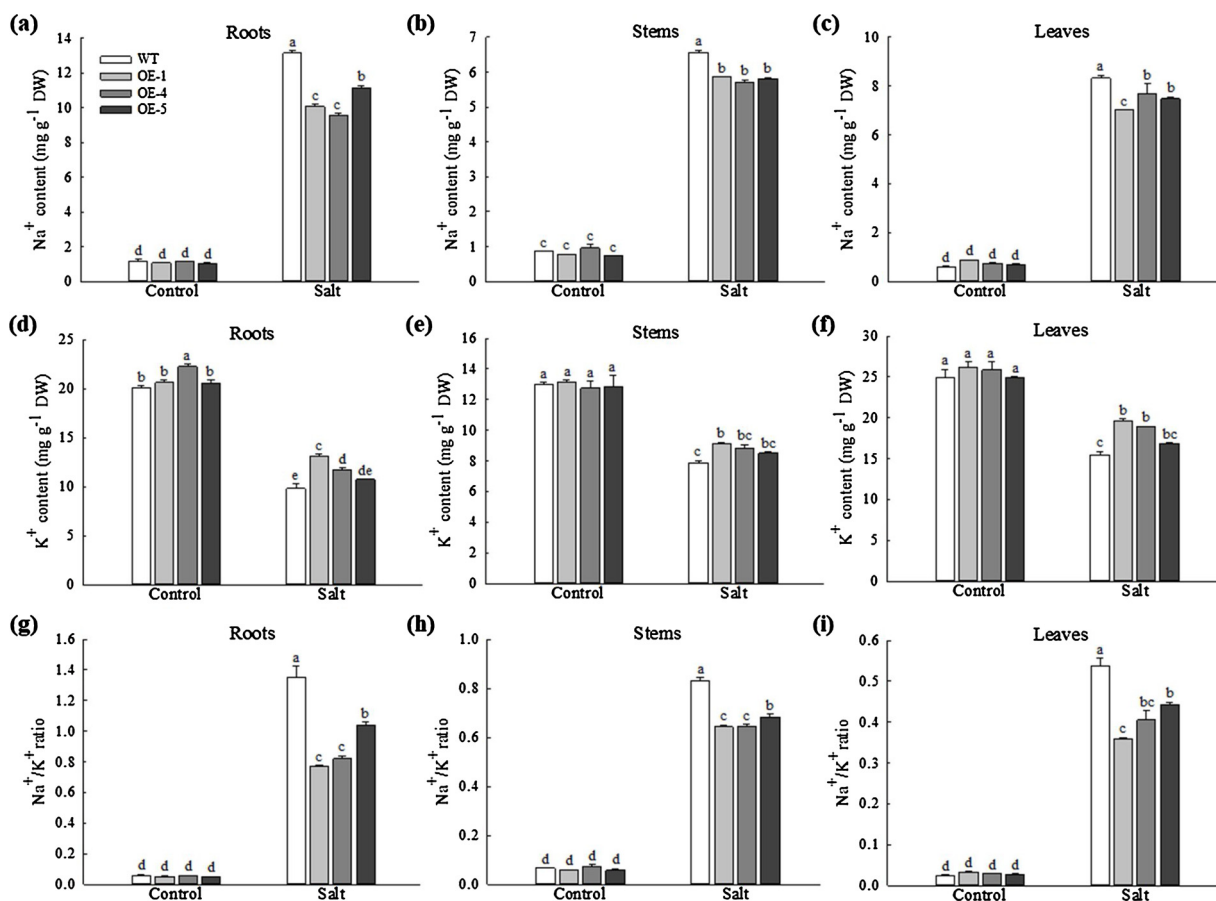 (a) Roots
Na+ content (mg g-1 DW)
14
12
10
8
6
4
2
0
WT
OE-1
OE-4
OE-5
d d d d
a c c b
Control Salt
(b) Stems
Na+ content (mg g-1 DW)
7
6
5
4
3
2
1
0
c c c c
a b b b
Control Salt
(c) Leaves
Na+ content (mg g-1 DW)
10
8
6
4
2
0
d d d d
a c b b
Control Salt
(d) Roots
K+ content (mg g-1 DW)
25
20
15
10
5
0
b b a b
e c d de
Control Salt
(e) Stems
K+ content (mg g-1 DW)
16
14
12
10
8
6
4
2
0
a a a a
c b bc bc
Control Salt
(f) Leaves
K+ content (mg g-1 DW)
30
25
20
15
10
5
0
a a a a
c b b bc
Control Salt
(g) Roots
Na+/K+ ratio
1.6
1.4
1.2
1.0
0.8
0.6
0.4
0.2
0.0
d d d d
a c c b
Control Salt
(h) Stems
Na+/K+ ratio
1.0
0.8
0.6
0.4
0.2
0.0
d d d d
a c c b
Control Salt
(i) Leaves
Na+/K+ ratio
0.6
0.5
0.4
0.3
0.2
0.1
0.0
d d d d
a c bc b
Control Salt